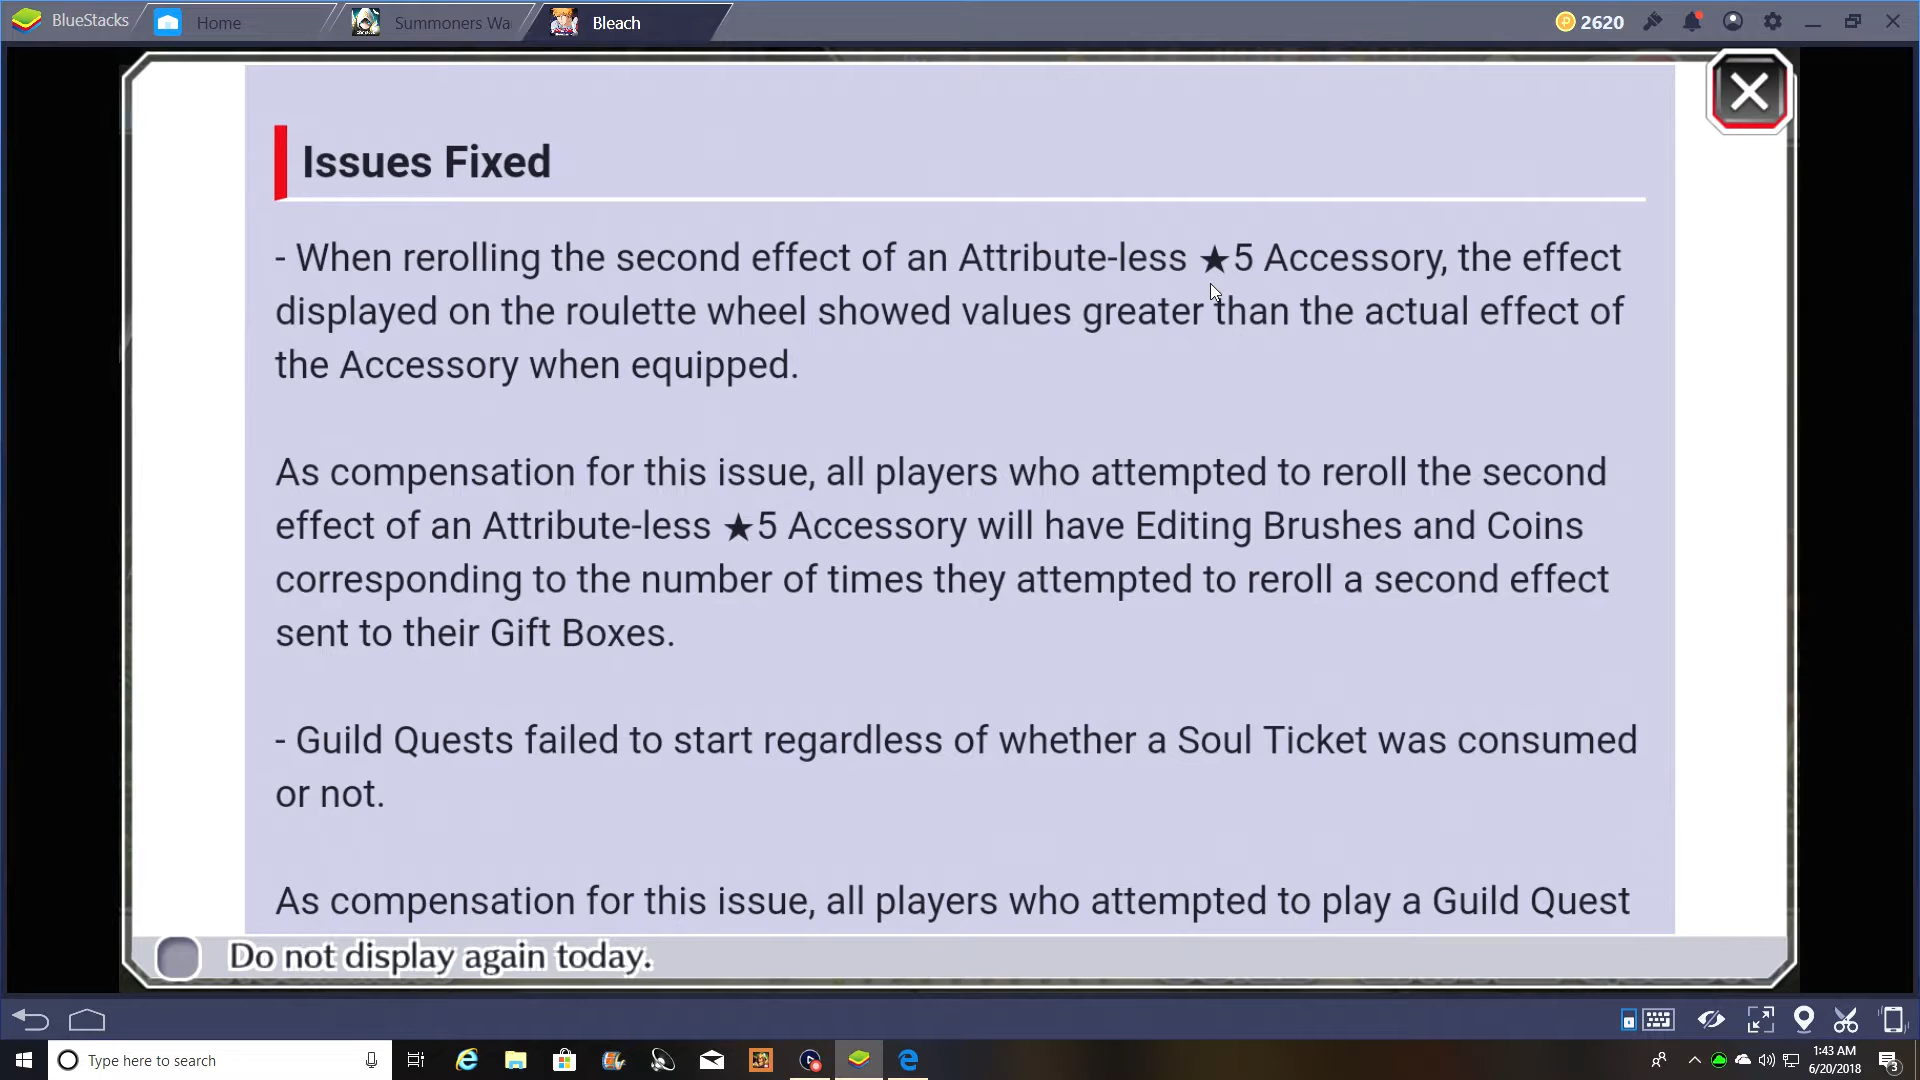 BlueStacks Home Summoners Wa Bleach 2620
Issues Fixed
- When rerolling the second effect of an Attribute-less ★5 Accessory, the effect
displayed on the roulette wheel showed values greater than the actual effect of
the Accessory when equipped.
As compensation for this issue, all players who attempted to reroll the second
effect of an Attribute-less ★5 Accessory will have Editing Brushes and Coins
corresponding to the number of times they attempted to reroll a second effect
sent to their Gift Boxes.
- Guild Quests failed to start regardless of whether a Soul Ticket was consumed
or not.
As compensation for this issue, all players who attempted to play a Guild Quest
Do not display again today.
Type here to search
1:43 AM
6/20/2018
3